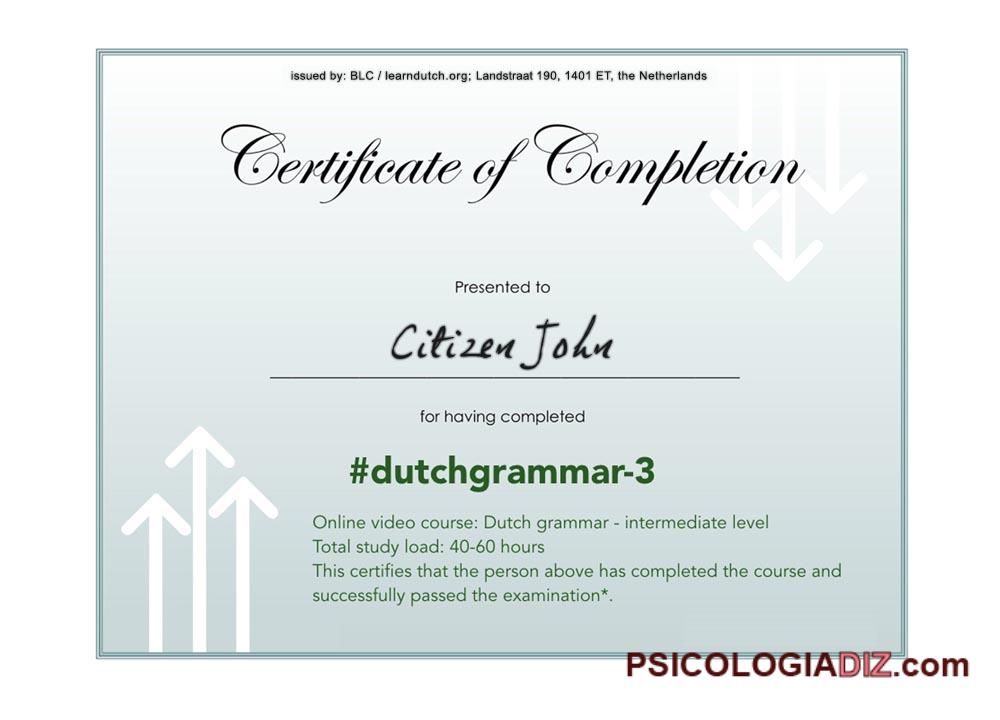 issued by: BLC / learndutch.org; Landstraat 190, 1401 ET, the Netherlands
Certificate of Completion
Presented to
Citizen John
for having completed
#dutchgrammar-3
Online video course: Dutch grammar - intermediate level
Total study load: 40-60 hours
This certifies that the person above has completed the course and
successfully passed the examination*.
PSICOLOGIADIZ.com